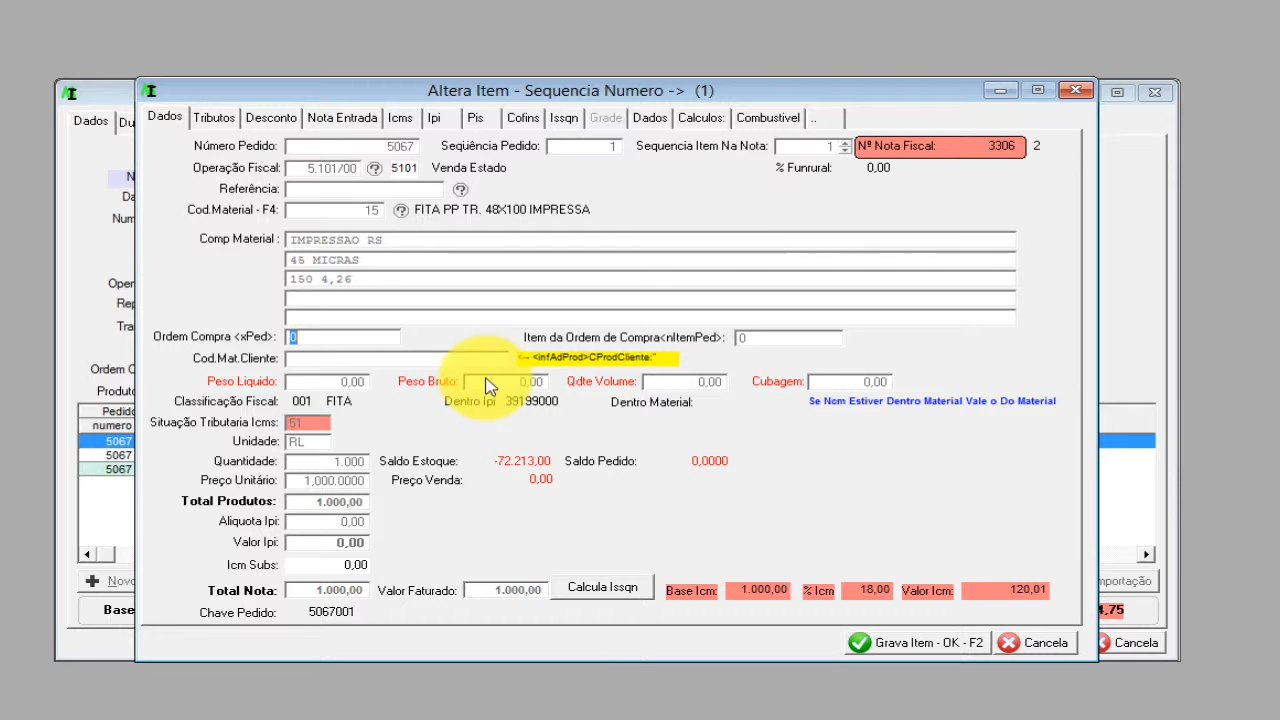 Altera Item - Sequencia Numero -> (1)
Dados Du
Dados Tributos Desconto Nota Entrada Icms Ipi Pis Cofins Issqn Grade Dados Calculos: Combustivel ..
Número Pedido: 5067 Seqüência Pedido: 1 Sequencia Item Na Nota: 1 Nº Nota Fiscal: 3306 2
Operação Fiscal: 5.101/00 5101 Venda Estado % Funrural: 0,00
Referência:
Cod.Material - F4: 15 FITA PP TR. 48X100 IMPRESSA
Comp Material : IMPRESSAO RS
45 MICRAS
150 4,26
Ordem Compra <xPed>: 0 Item da Ordem de Compra<nItemPed>: 0
Cod.Mat.Cliente: <-- <infAdProd>CProdCliente:"
Peso Liquido: 0,00 Peso Bruto: 0,00 Qdte Volume: 0,00 Cubagem: 0,00
Classificação Fiscal: 001 FITA Dentro Ipi 39199000 Dentro Material: Se Ncm Estiver Dentro Material Vale o Do Material
Situação Tributaria Icms: 51
Unidade: RL
Quantidade: 1.000 Saldo Estoque: -72.213,00 Saldo Pedido: 0,0000
Preço Unitário: 1,000.0000 Preço Venda: 0,00
Total Produtos: 1.000,00
Aliquota Ipi: 0,00
Valor Ipi: 0,00
Icm Subs: 0,00
Total Nota: 1.000,00 Valor Faturado: 1.000,00 Calcula Issqn Base Icm: 1.000,00 % Icm 18,00 Valor Icm: 120,01
Chave Pedido: 5067001
Grava Item - OK - F2 Cancela
N
Da
Num
Oper
Rep
Tra
Ordem C
Produto
Pedido
numero
5067
5067
5067
Novo
mportação
Base
4,75
Cancela